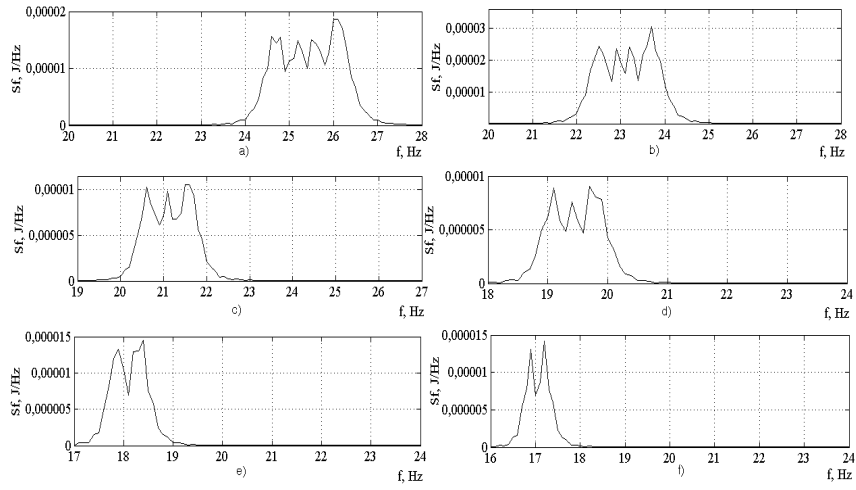 Sf, J/Hz
0,00002
0,00001
0
20 21 22 23 24 25 26 27 28
f, Hz
a)
Sf, J/Hz
0,00003
0,00002
0,00001
20 21 22 23 24 25 26 27 28
f, Hz
b)
Sf, J/Hz
0,00001
0,000005
0
19 20 21 22 23 24 25 26 27
f, Hz
c)
Sf, J/Hz
0,00001
0,000005
0
18 19 20 21 22 23 24
f, Hz
d)
Sf, J/Hz
0,000015
0,00001
0,000005
0
17 18 19 20 21 22 23 24
f, Hz
e)
Sf, J/Hz
0,000015
0,00001
0,000005
0
16 17 18 19 20 21 22 23 24
f, Hz
f)